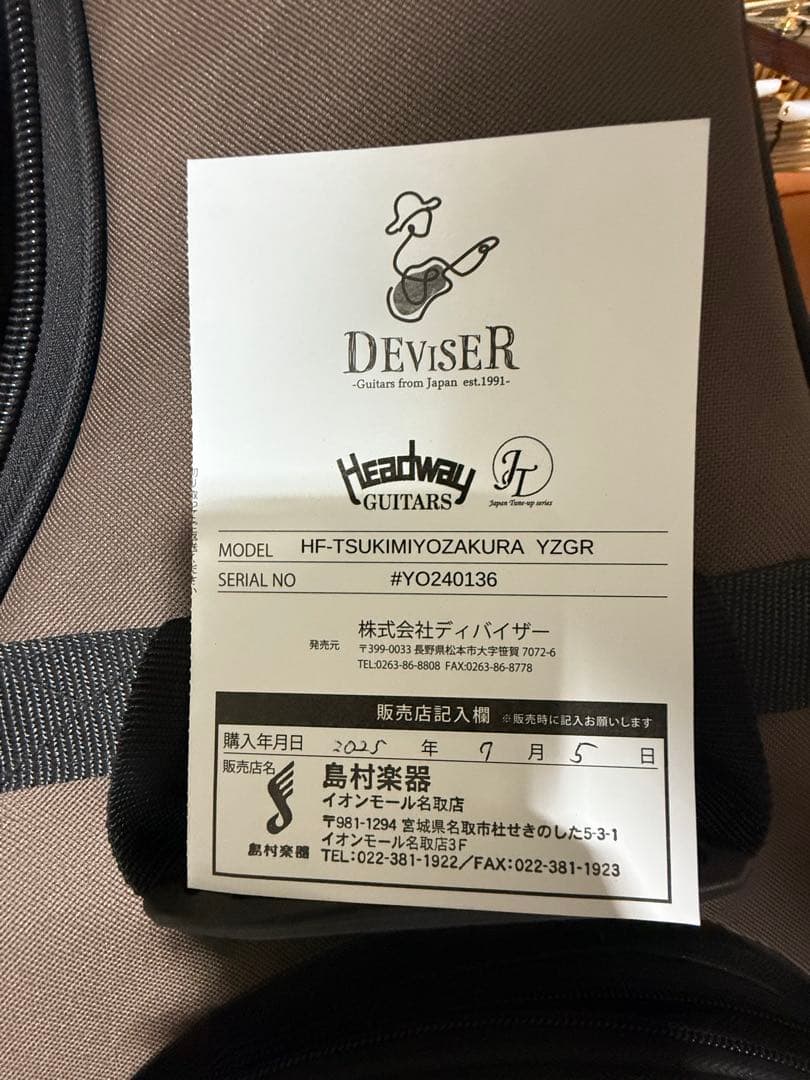 DEVISER
-Guitars from Japan est.1991-
Headway
GUITARS
JT
Japan Tune-up series
MODEL HF-TSUKIMIYOZAKURA YZGR
SERIAL NO #YO240136
発売元
株式会社ディバイザー
〒399-0033 長野県松本市大字笹賀 7072-6
TEL:0263-86-8808 FAX:0263-86-8778
販売店記入欄 ※販売時に記入お願いします
購入年月日 2025 年 7 月 5 日
販売店名
島村楽器
島村楽器
イオンモール名取店
〒981-1294 宮城県名取市杜せきのした5-3-1
イオンモール名取店3F
TEL:022-381-1922／FAX:022-381-1923